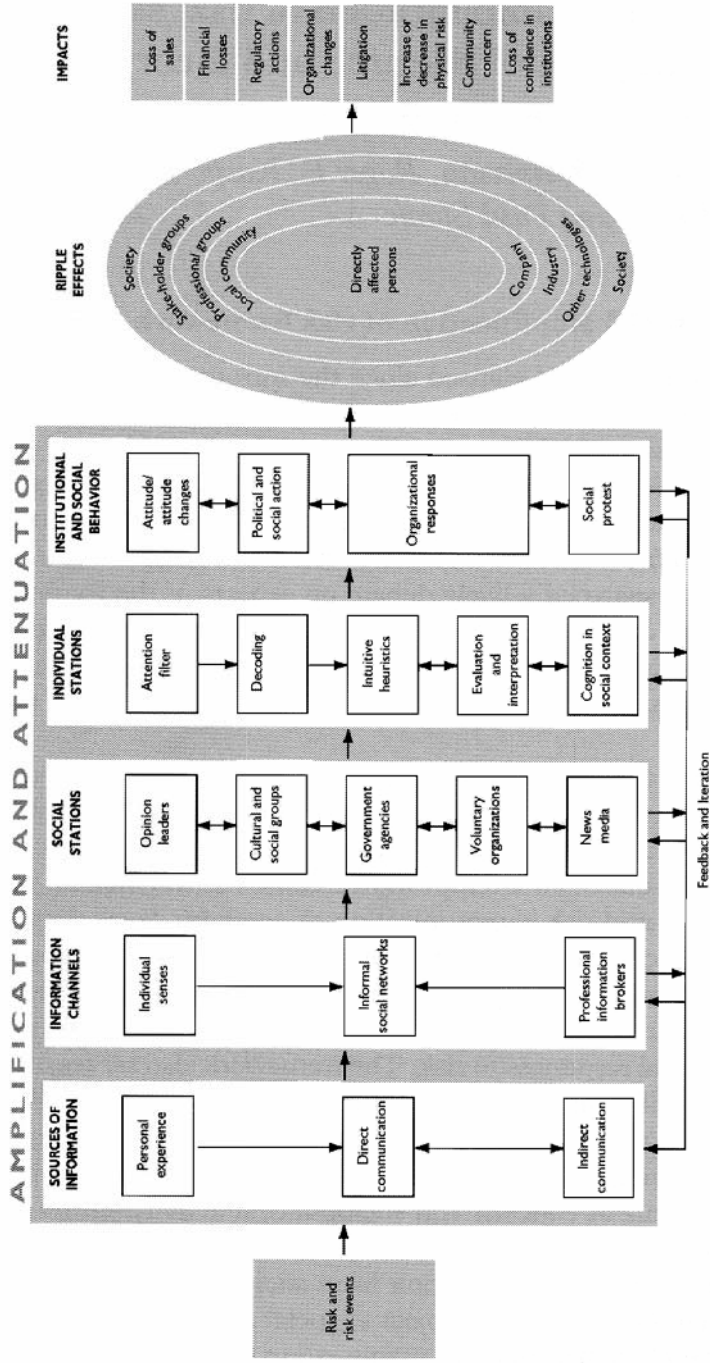 AMPLIFICATION AND ATTENUATION
Risk and
risk events
SOURCES OF
INFORMATION
Personal
experience
Direct
communication
Indirect
communication
INFORMATION
CHANNELS
Individual
senses
Informal
social networks
Professional
information
brokers
SOCIAL
STATIONS
Opinion
leaders
Cultural and
social groups
Government
agencies
Voluntary
organizations
News
media
INDIVIDUAL
STATIONS
Attention
filter
Decoding
Intuitive
heuristics
Evaluation
and
interpretation
Cognition in
social context
INSTITUTIONAL
AND SOCIAL
BEHAVIOR
Attitude/
attitude
changes
Political and
social action
Organizational
responses
Social
protest
Feedback and Iteration
RIPPLE
EFFECTS
Society
Stake-holder groups
Professional groups
Local community
Directly
affected
persons
Company
Industri
Other technologies
Society
IMPACTS
Loss of
sales
Financial
losses
Regulatory
actions
Organizational
changes
Litigation
Increase or
decrease in
physical risk
Community
concern
Loss of
confidence in
institutions